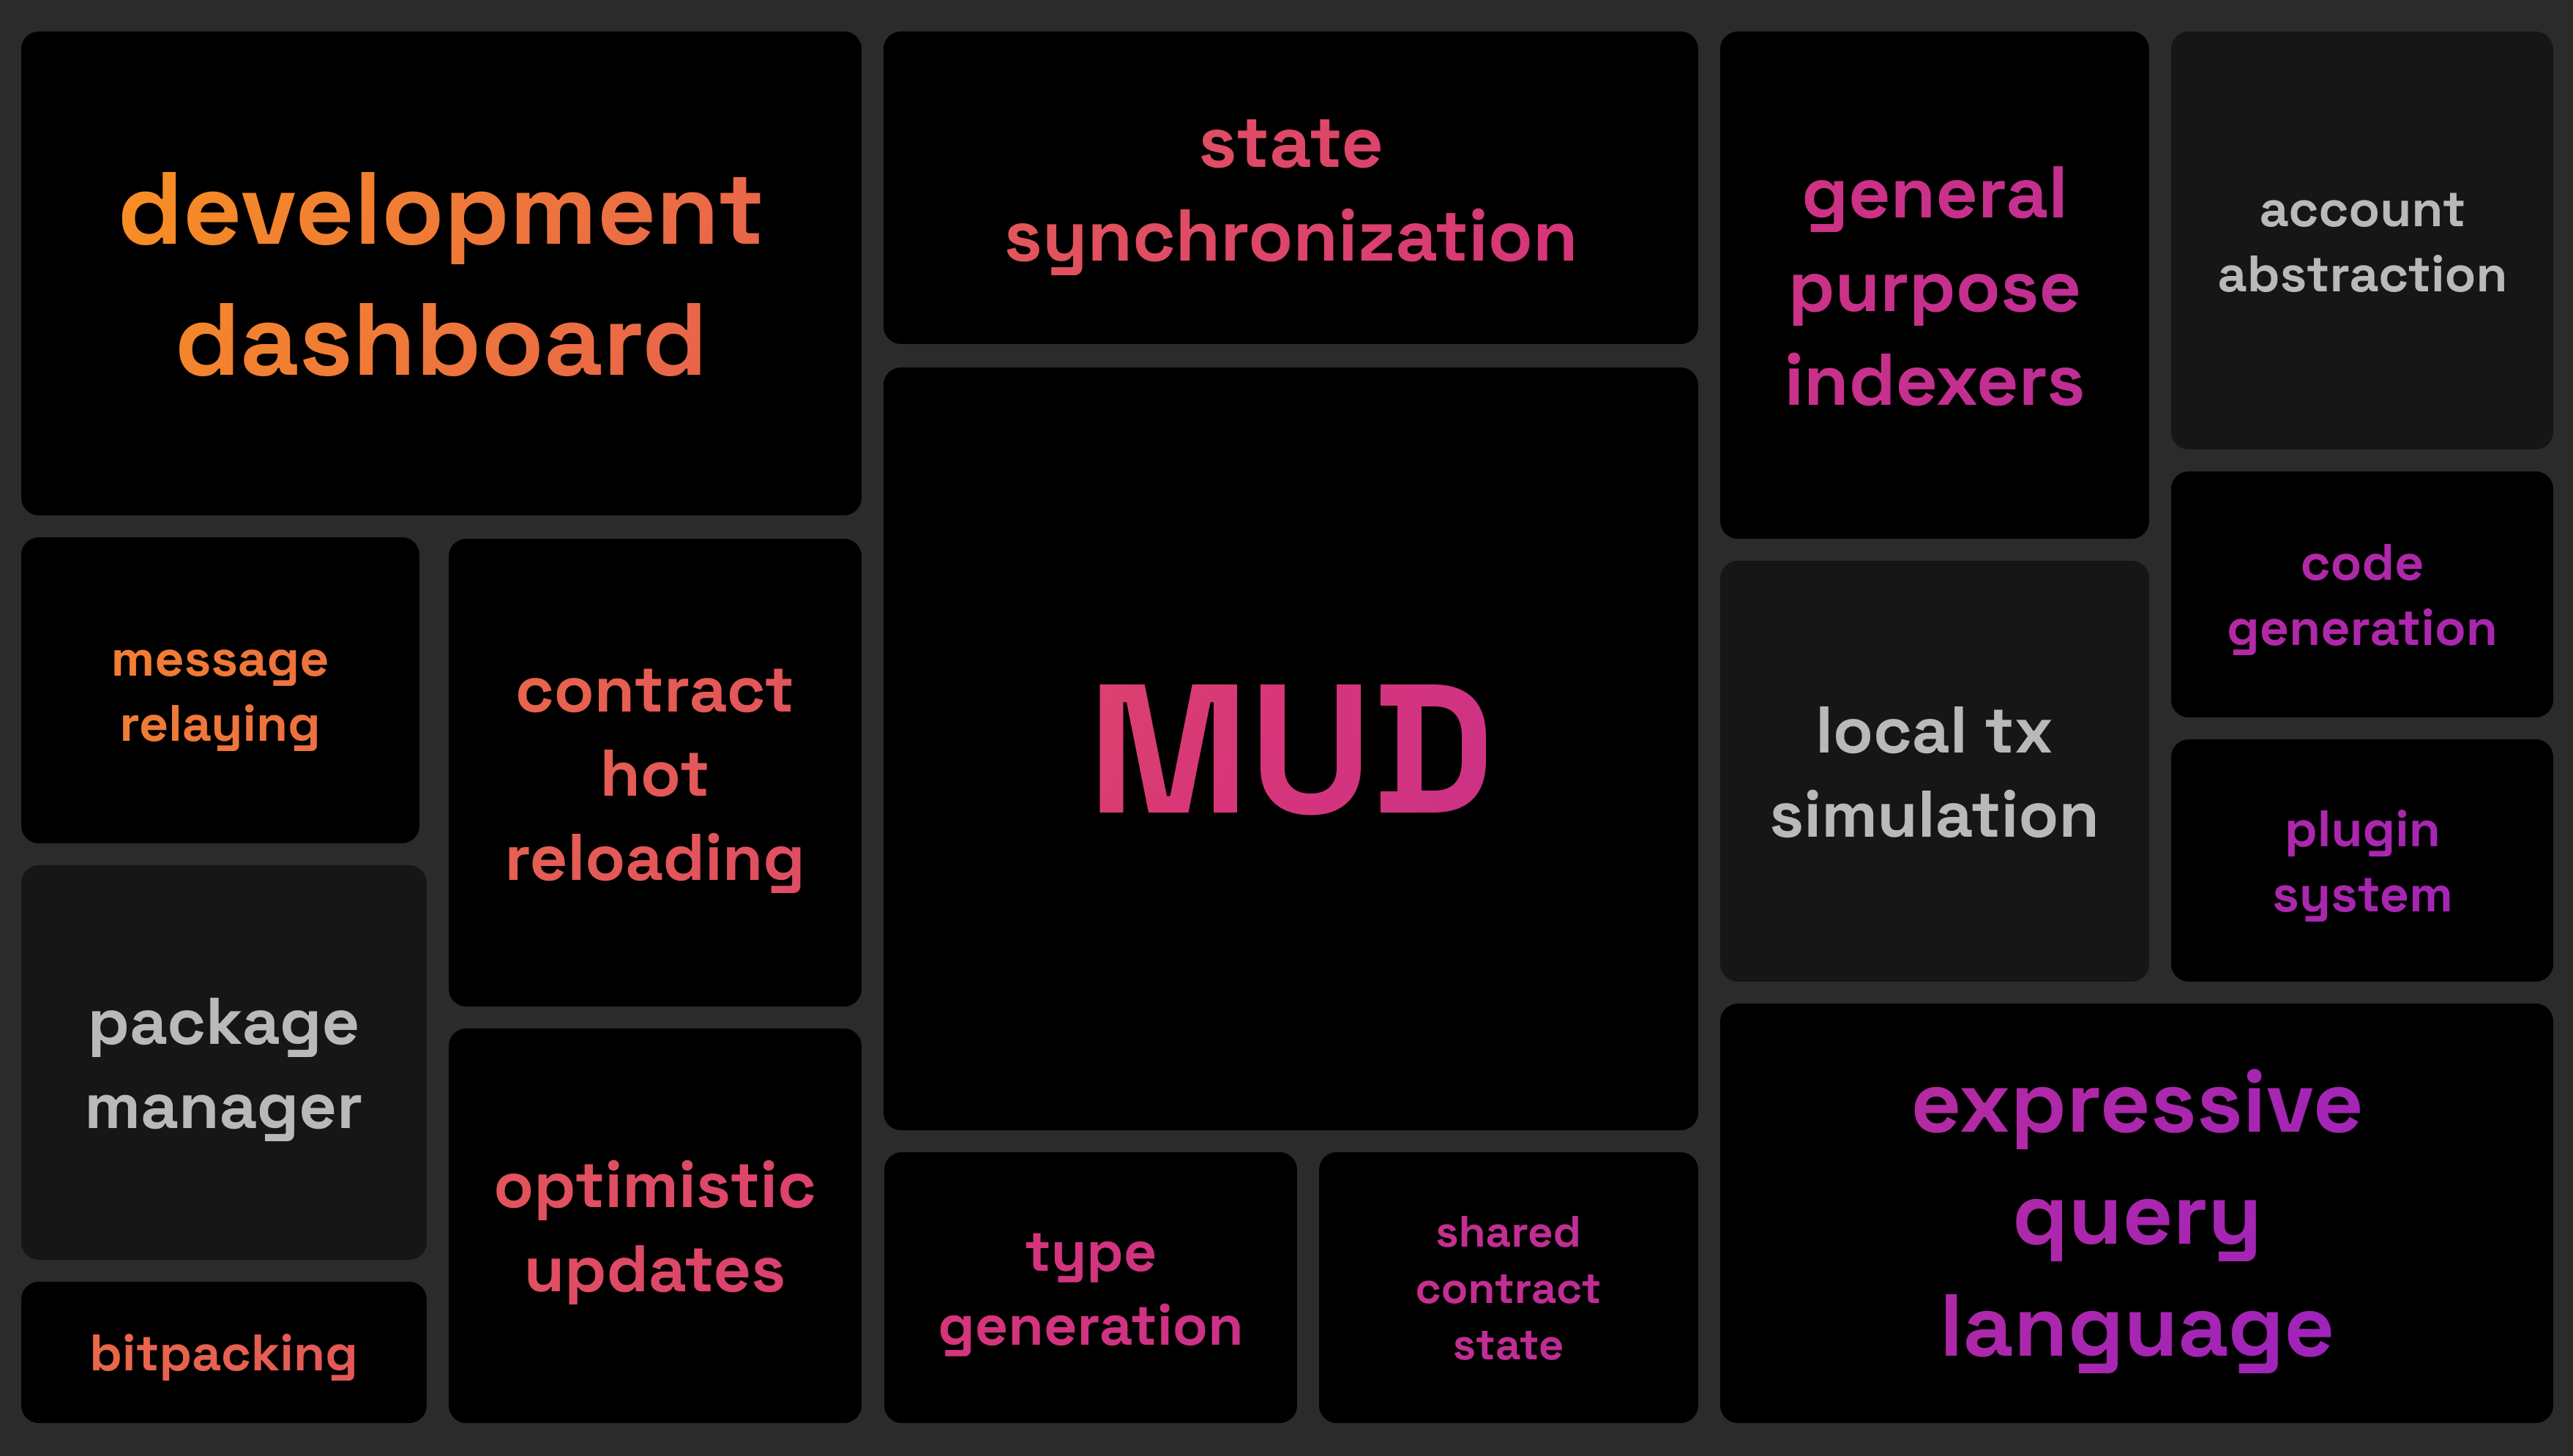 development
dashboard
state
synchronization
general
purpose
indexers
account
abstraction
message
relaying
contract
hot
reloading
MUD
local tx
simulation
code
generation
plugin
system
package
manager
optimistic
updates
bitpacking
type
generation
shared
contract
state
expressive
query
language